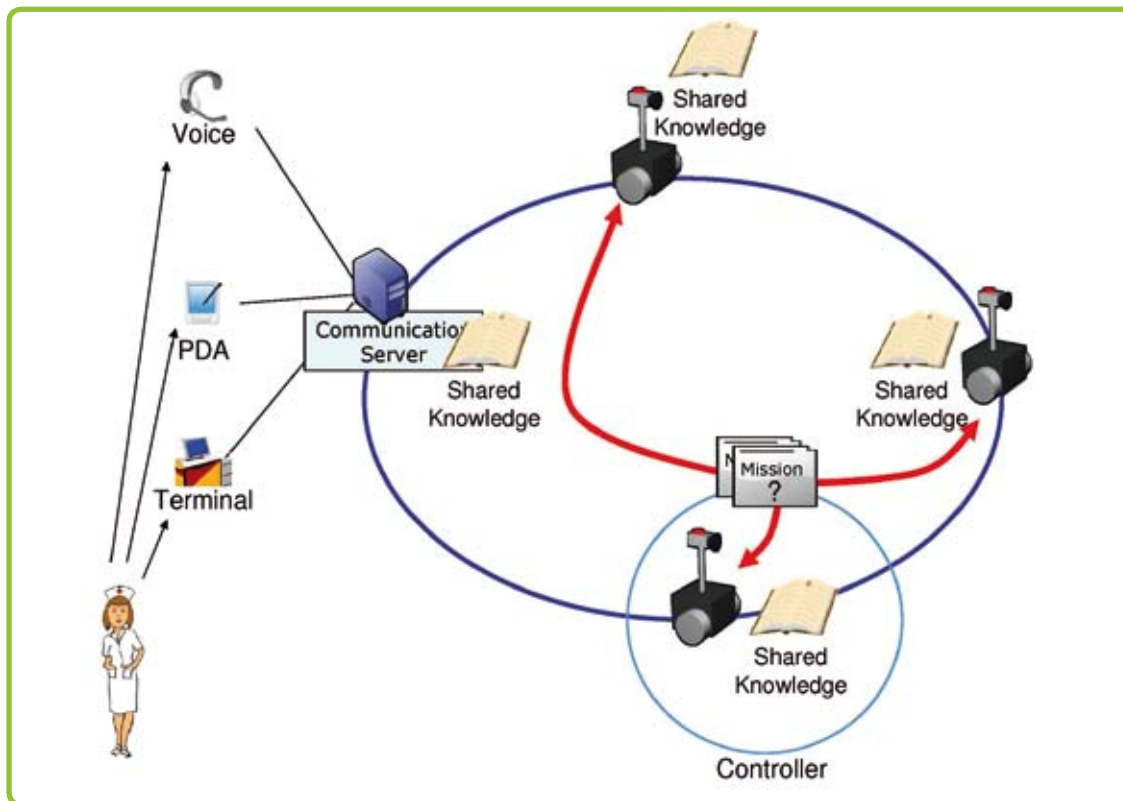 Shared
Knowledge
Voice
PDA
Communication
Server
Shared
Knowledge
Shared
Knowledge
Terminal
Mission
?
Shared
Knowledge
Controller